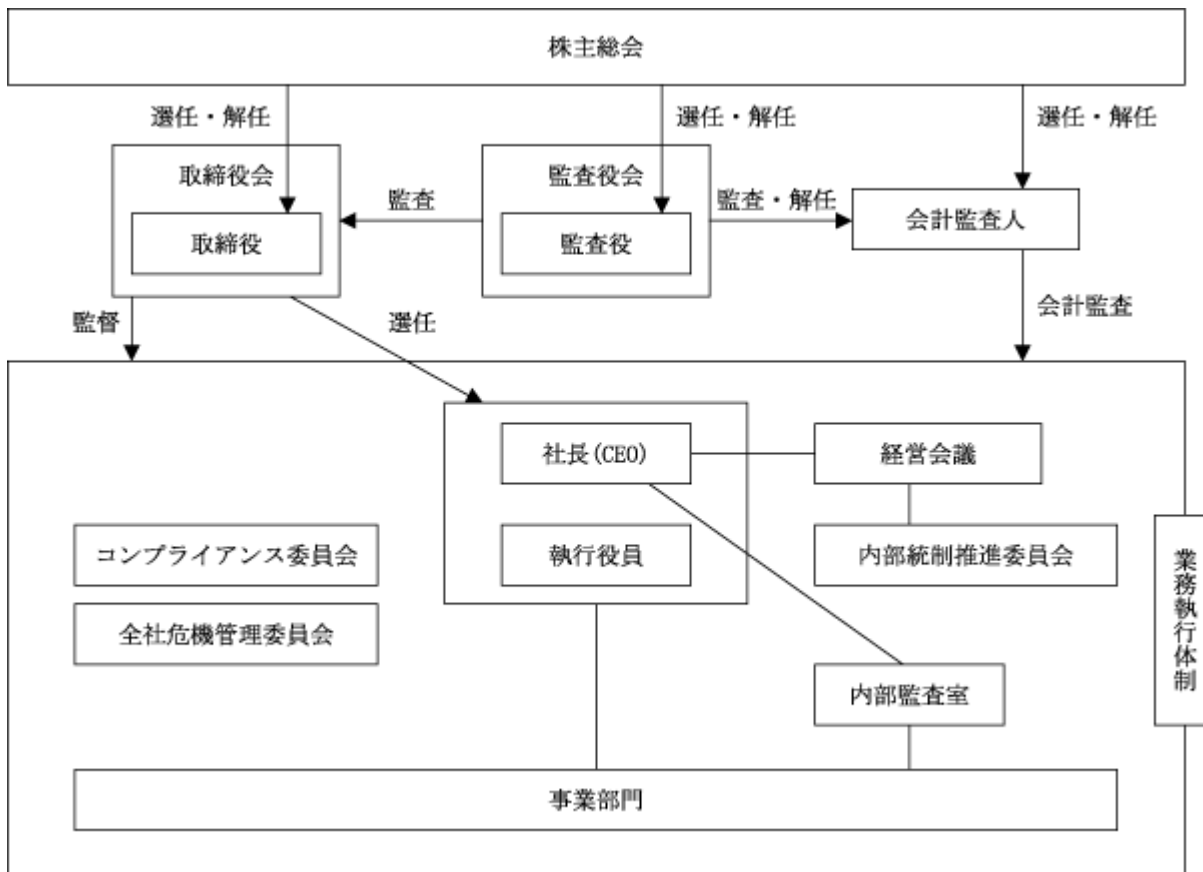 株主総会
選任・解任
選任・解任
選任・解任
取締役会
監査役会
監査
監査・解任
取締役
監査役
会計監査人
監督
選任
会計監査
社長(CEO)
経営会議
コンプライアンス委員会
執行役員
内部統制推進委員会
全社危機管理委員会
業務執行体制
内部監査室
事業部門